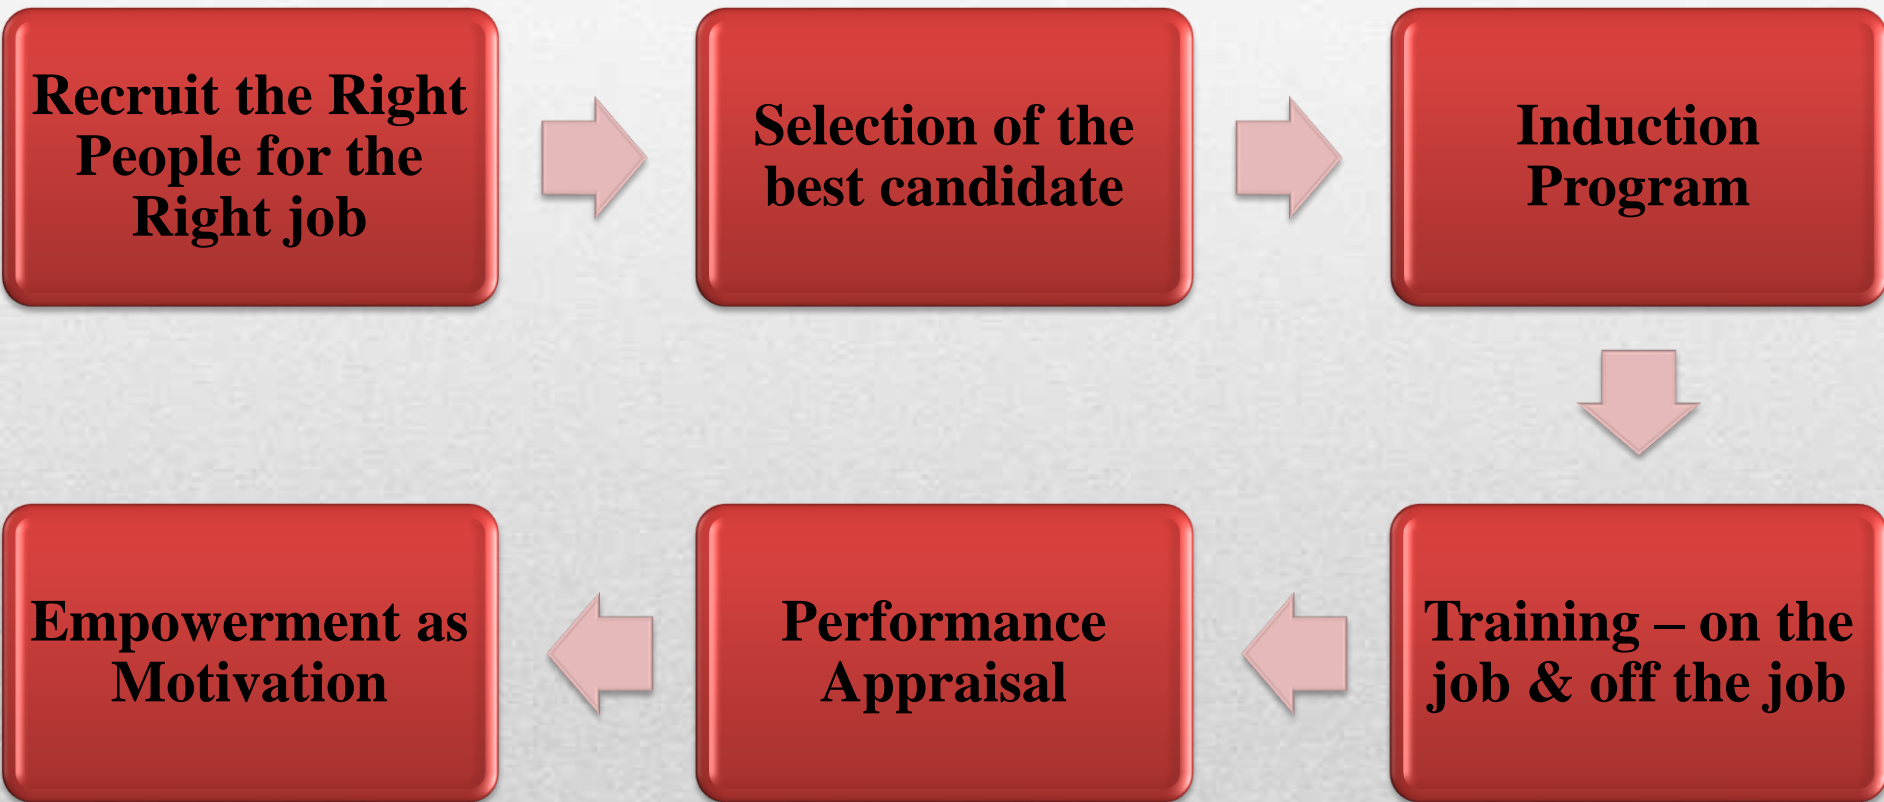 Recruit the Right
People for the
Right job
Selection of the
best candidate
Induction
Program
Training – on the
job & off the job
Performance
Appraisal
Empowerment as
Motivation